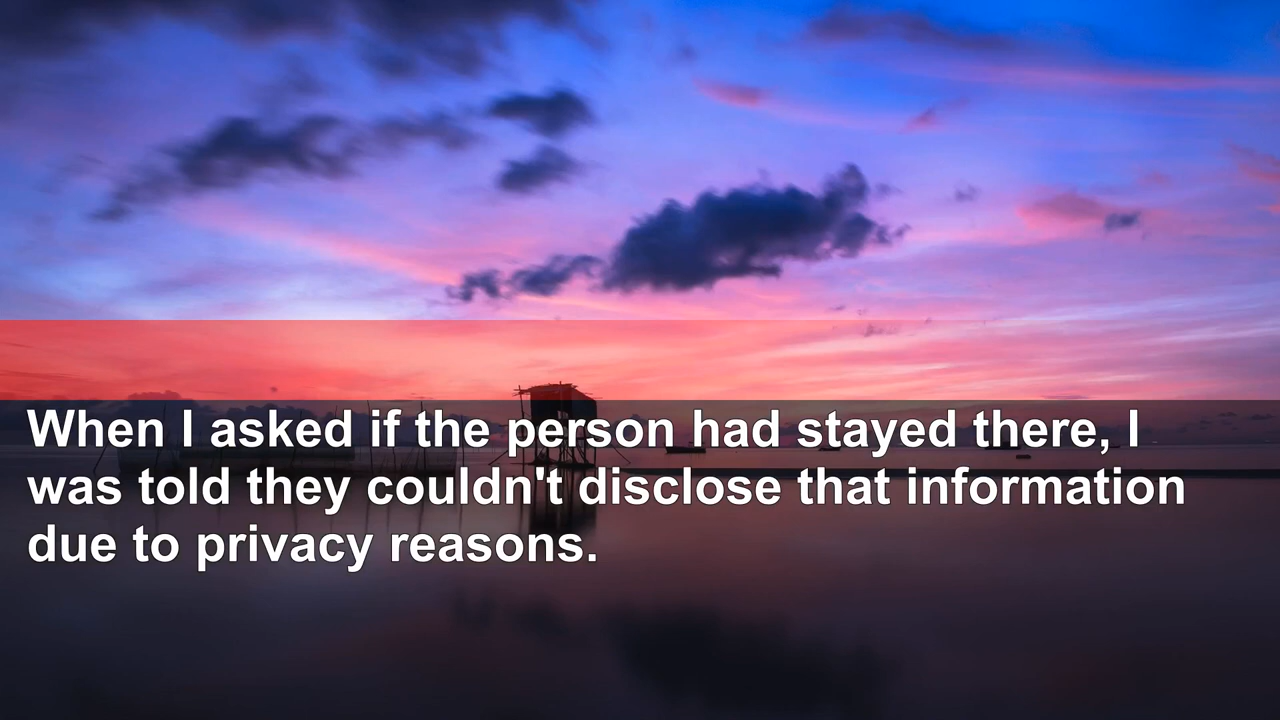 When I asked if the person had stayed there, I
was told they couldn't disclose that information
due to privacy reasons.